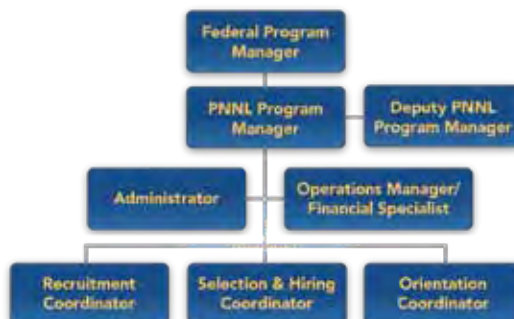 Federal Program
Manager
PNNL Program
Manager
Deputy PNNL
Program Manager
Administrator
Operations Manager/
Financial Specialist
Recruitment
Coordinator
Selection & Hiring
Coordinator
Orientation
Coordinator